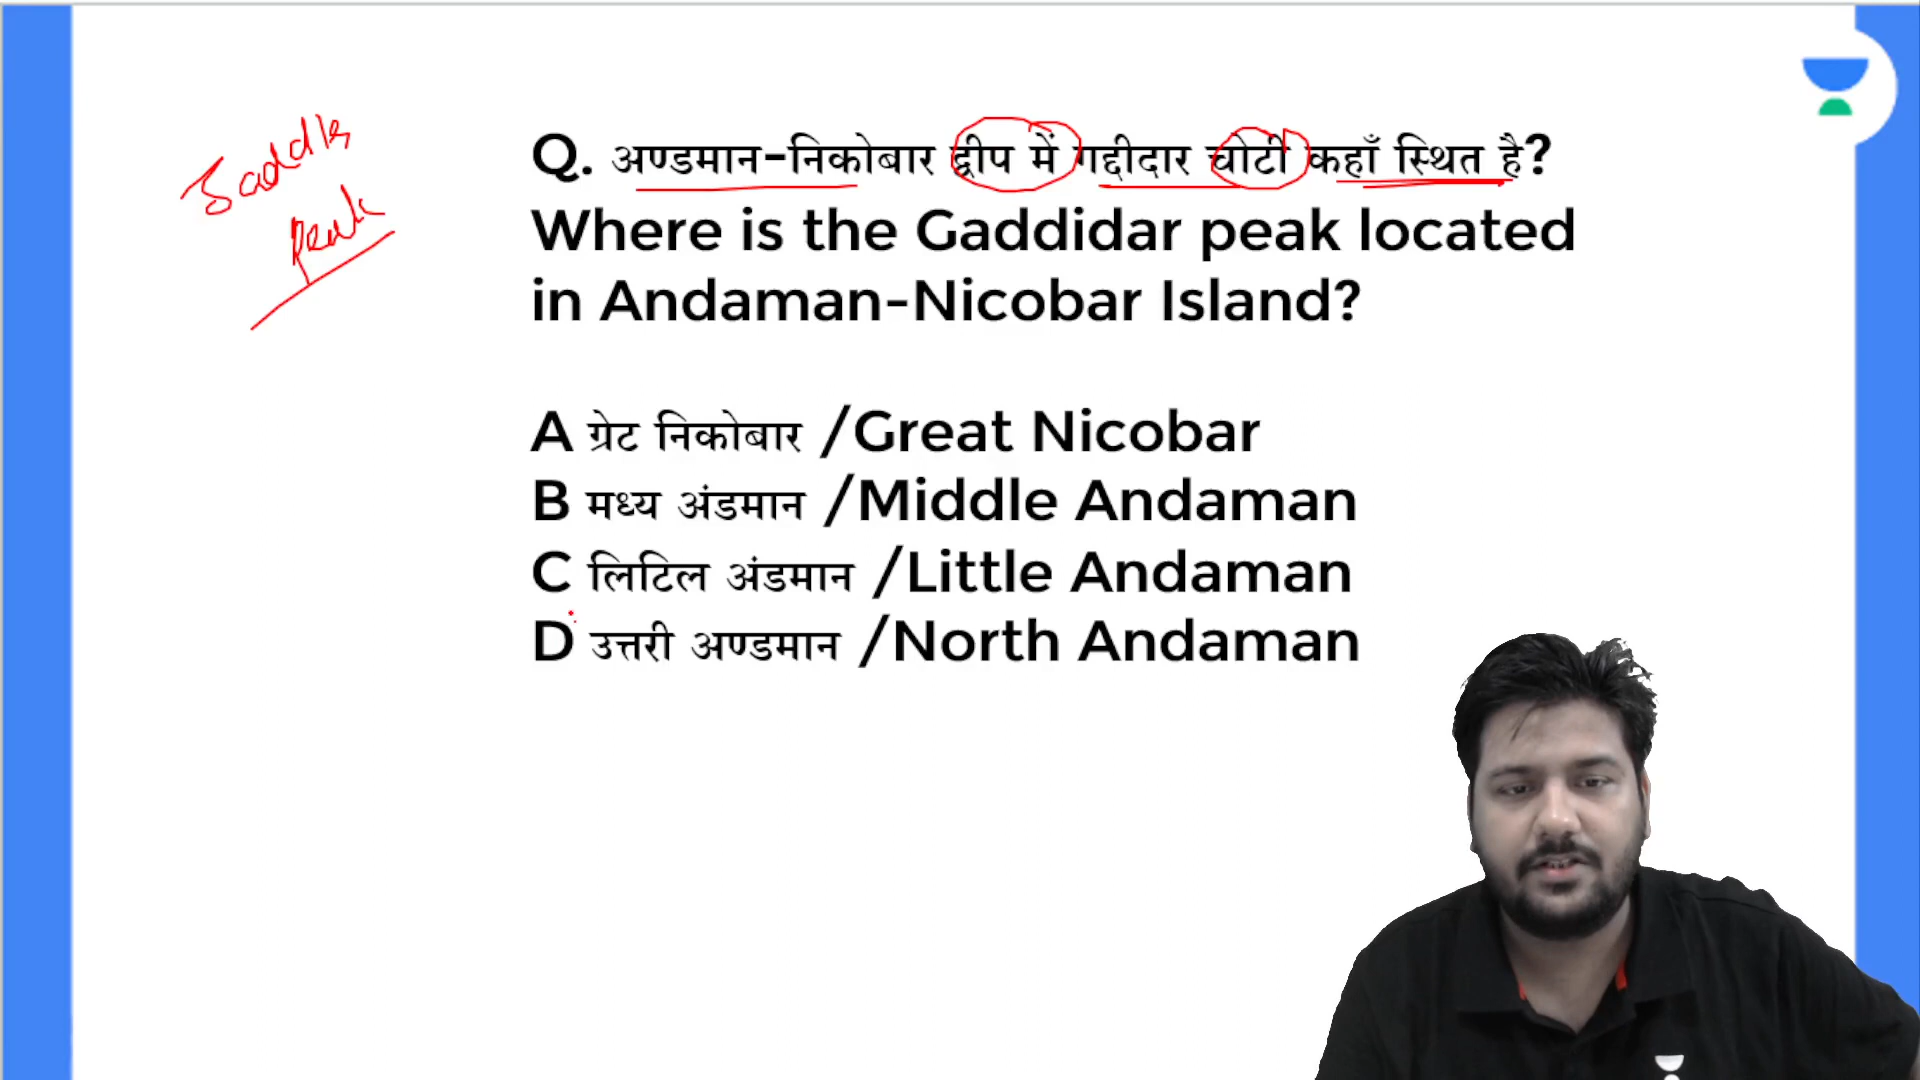 Saddle
Peak
Q. अण्डमान-निकोबार द्वीप में गद्दीदार चोटी कहाँ स्थित है?
Where is the Gaddidar peak located
in Andaman-Nicobar Island?
A ग्रेट निकोबार /Great Nicobar
B मध्य अंडमान /Middle Andaman
C लिटिल अंडमान /Little Andaman
D उत्तरी अण्डमान /North Andaman